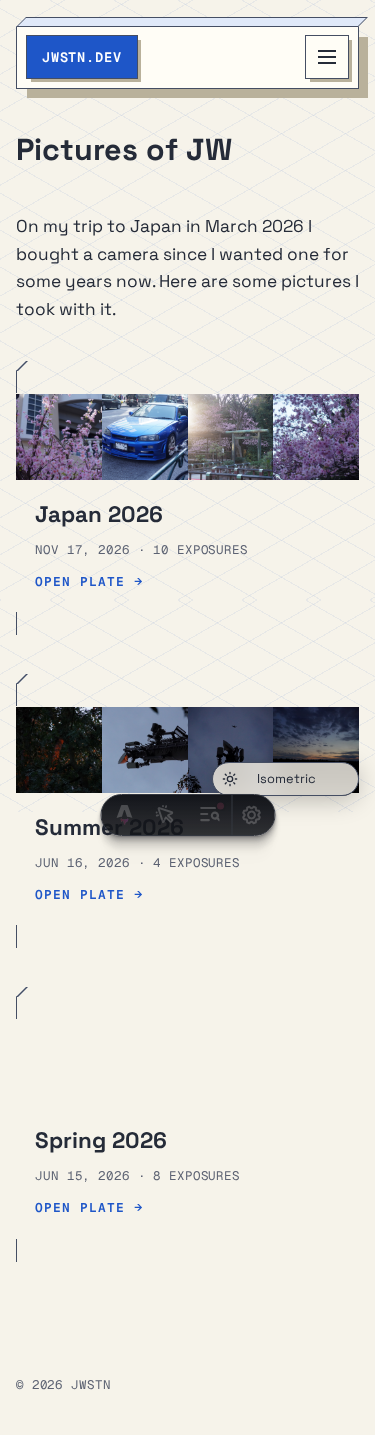 JWSTN.DEV
Pictures of JW
On my trip to Japan in March 2026 I
bought a camera since I wanted one for
some years now. Here are some pictures I
took with it.
Japan 2026
NOV 17, 2026 · 10 EXPOSURES
OPEN PLATE →
Isometric
Summer 2026
JUN 16, 2026 · 4 EXPOSURES
OPEN PLATE →
Spring 2026
JUN 15, 2026 · 8 EXPOSURES
OPEN PLATE →
© 2026 JWSTN